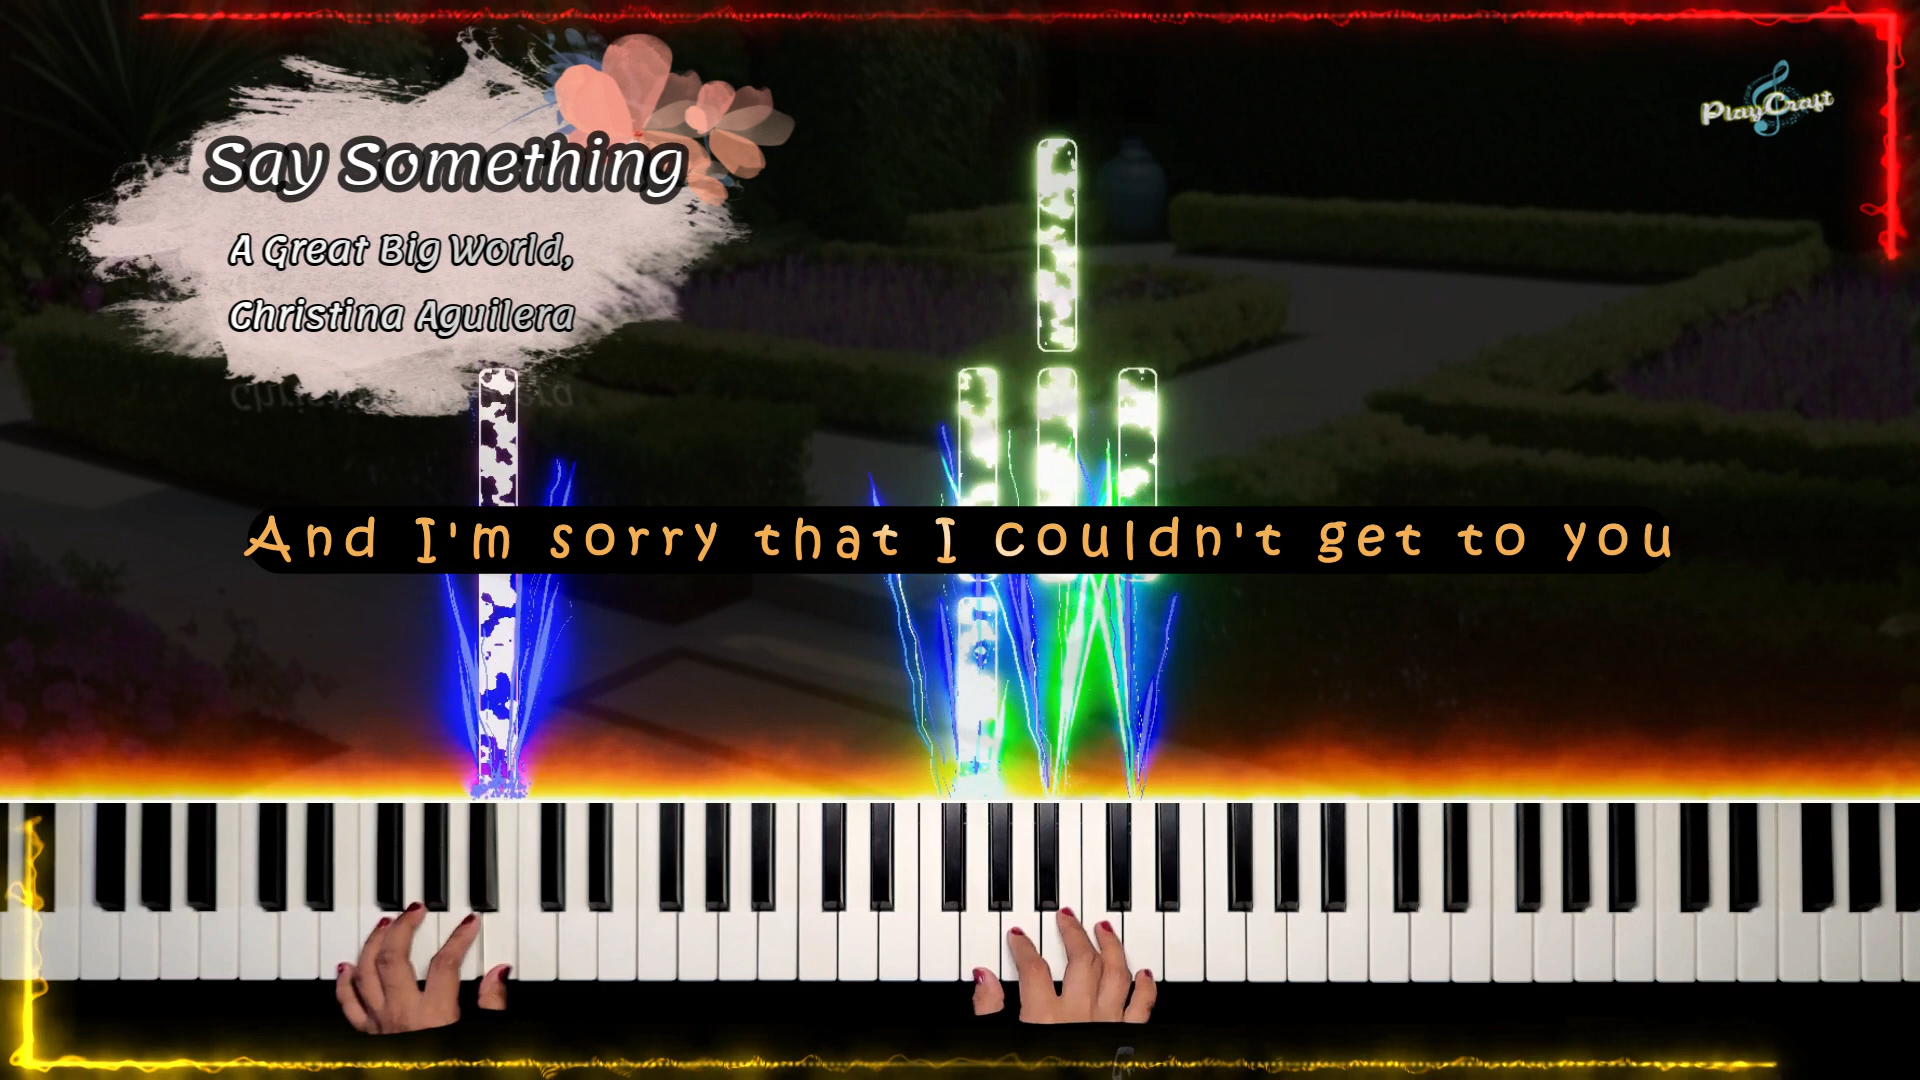 Say Something
A Great Big World,
Christina Aguilera
PlayCraft
And I'm sorry that I couldn't get to you